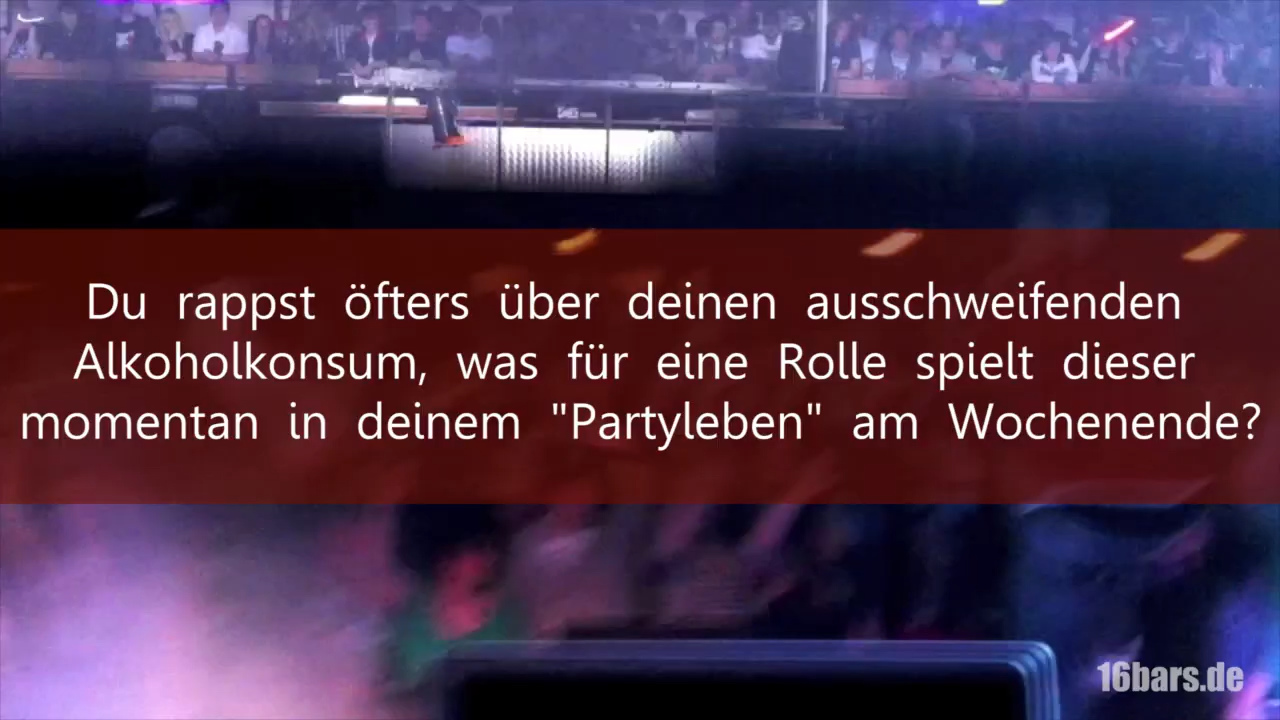 Du rappst öfters über deinen ausschweifenden
Alkoholkonsum, was für eine Rolle spielt dieser
momentan in deinem "Partyleben" am Wochenende?
16bars.de